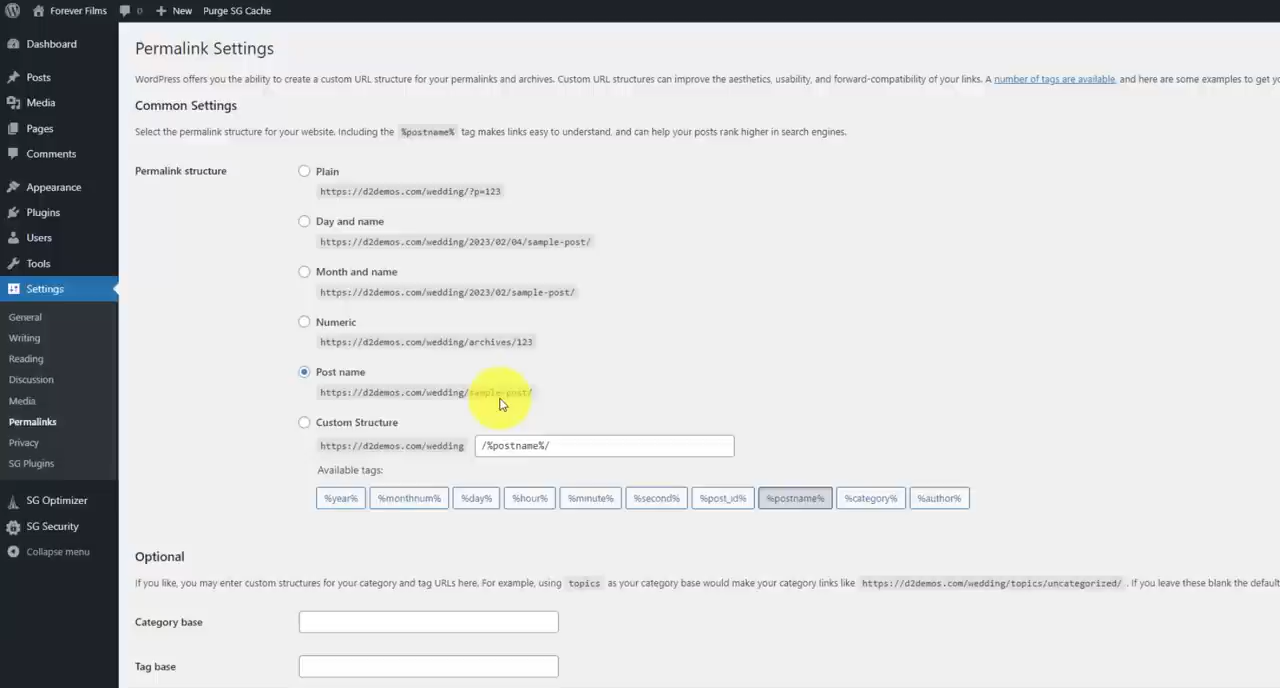 Forever Films 0 New Purge SG Cache
Dashboard
Posts
Media
Pages
Comments
Appearance
Plugins
Users
Tools
Settings
General
Writing
Reading
Discussion
Media
Permalinks
Privacy
SG Plugins
SG Optimizer
SG Security
Collapse menu
Permalink Settings
WordPress offers you the ability to create a custom URL structure for your permalinks and archives. Custom URL structures can improve the aesthetics, usability, and forward-compatibility of your links. A number of tags are available, and here are some examples to get yo
Common Settings
Select the permalink structure for your website. Including the %postname% tag makes links easy to understand, and can help your posts rank higher in search engines.
Permalink structure
Plain
https://d2demos.com/wedding/?p=123
Day and name
https://d2demos.com/wedding/2023/02/04/sample-post/
Month and name
https://d2demos.com/wedding/2023/02/sample-post/
Numeric
https://d2demos.com/wedding/archives/123
Post name
https://d2demos.com/wedding/sample-post/
Custom Structure
https://d2demos.com/wedding /%postname%/
Available tags:
%year% %monthnum% %day% %hour% %minute% %second% %post_id% %postname% %category% %author%
Optional
If you like, you may enter custom structures for your category and tag URLs here. For example, using topics as your category base would make your category links like https://d2demos.com/wedding/topics/uncategorized/ . If you leave these blank the default
Category base
Tag base